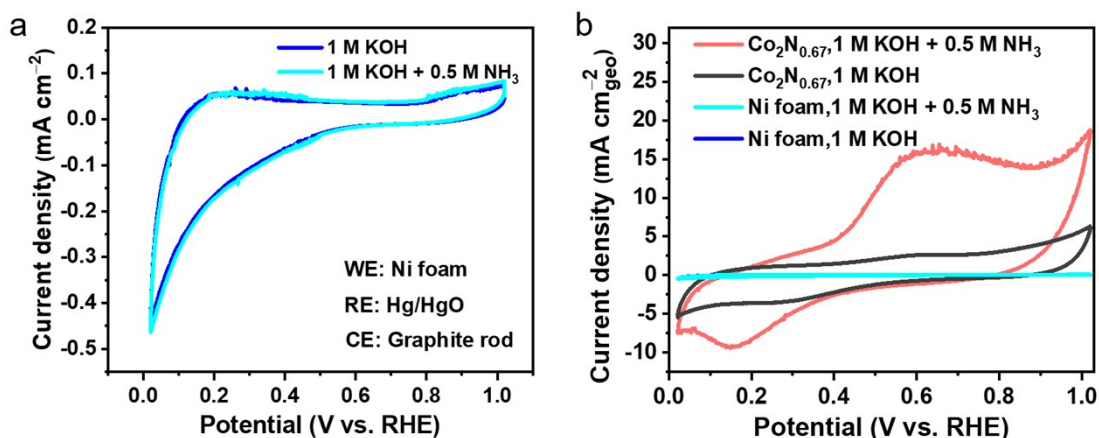 a
0.2
0.1
0.0
-0.1
-0.2
-0.3
-0.4
-0.5
Current density (mA cm⁻²)
1 M KOH
1 M KOH + 0.5 M NH₃
WE: Ni foam
RE: Hg/HgO
CE: Graphite rod
0.0 0.2 0.4 0.6 0.8 1.0
Potential (V vs. RHE)
b
30
25
20
15
10
5
0
-5
-10
Current density (mA cm⁻²geo)
Co₂N₀.₆₇,1 M KOH + 0.5 M NH₃
Co₂N₀.₆₇,1 M KOH
Ni foam,1 M KOH + 0.5 M NH₃
Ni foam,1 M KOH
0.0 0.2 0.4 0.6 0.8 1.0
Potential (V vs. RHE)